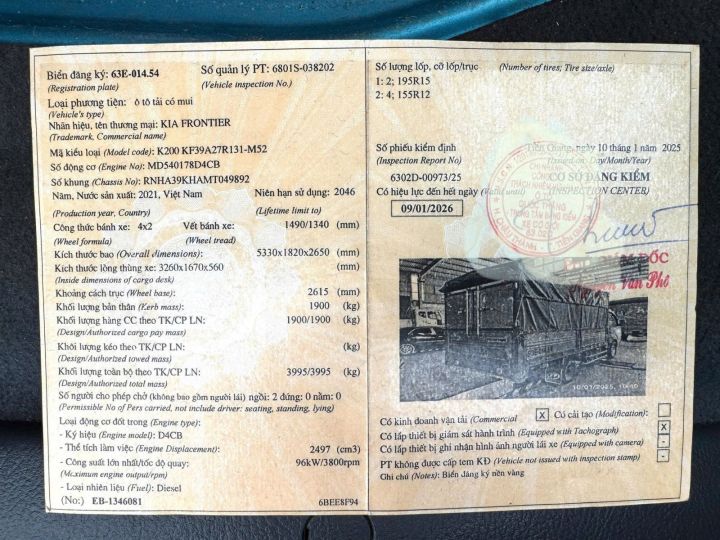 Biển đăng ký: 63E-014.54
(Registration plate)
Số quản lý PT: 6801S-038202
(Vehicle inspection No.)
Loại phương tiện: ô tô tải có mui
(Vehicle's type)
Nhãn hiệu, tên thương mại: KIA FRONTIER
(Trademark, Commercial name)
Mã kiểu loại (Model code): K200 KF39A27R131-M52
Số động cơ (Engine No): MD540178D4CB
Số khung (Chassis No): RNHA39KHAMT049892
Năm, Nước sản xuất: 2021, Việt Nam Niên hạn sử dụng: 2046
(Production year, Country) (Lifetime limit to)
Công thức bánh xe: 4x2 Vết bánh xe: 1490/1340 (mm)
(Wheel formula) (Wheel tread)
Kích thước bao (Overall dimensions): 5330x1820x2650 (mm)
Kích thước lòng thùng xe: 3260x1670x560 (mm)
(Inside dimensions of cargo desk)
Khoảng cách trục (Wheel base): 2615 (mm)
Khối lượng bản thân (Kerb mass): 1900 (kg)
Khối lượng hàng CC theo TK/CP LN: 1900/1900 (kg)
(Design/Authorized cargo pay mass)
Khối lượng kéo theo TK/CP LN: (kg)
(Design/Authorized towed mass)
Khối lượng toàn bộ theo TK/CP LN: 3995/3995 (kg)
(Design/Authorized total mass)
Số người cho phép chở (không bao gồm người lái) ngồi: 2 đứng: 0 nằm: 0
(Permissible No of Pers carried, not include driver: seating, standing, lying)
Loại động cơ đốt trong (Engine type):
- Ký hiệu (Engine model): D4CB
- Thể tích làm việc (Engine Displacement): 2497 (cm3)
- Công suất lớn nhất/tốc độ quay: 96kW/3800rpm
(Mcximum engine output/rpm)
- Loại nhiên liệu (Fuel): Diesel
(No:) EB-1346081 6BEE8F94
Số lượng lốp, cỡ lốp/trục (Number of tires; Tire size/axle)
1: 2; 195R15
2: 4; 155R12
Số phiếu kiểm định Tiền Giang, ngày 10 tháng 1 năm 2025
(Inspection Report No) (Issued on: Day/Month/Year)
6302D-00973/25 CƠ SỞ ĐĂNG KIỂM
Có hiệu lực đến hết ngày (Valid until) (INSPECTION CENTER)
09/01/2026
10/01/2025,
Có kinh doanh vận tải (Commercial X Có cải tạo (Modification):
Có lắp thiết bị giám sát hành trình (Equipped with Tachograph) X
Có lắp thiết bị ghi nhận hình ảnh người lái xe (Equipped with camera) -
PT không được cấp tem KĐ (Vehicle not issued with inspection stamp) -
Ghi chú (Notes): Biển đăng ký nền vàng